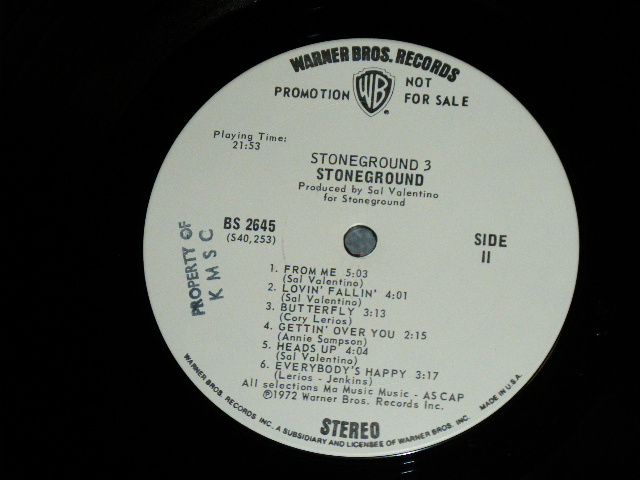 WARNER BROS. RECORDS
PROMOTION WB NOT FOR SALE
®
Playing Time:
21:53
STONEGROUND 3
STONEGROUND
Produced by Sal Valentino
for Stoneground
BS 2645
(S40,253)
SIDE
II
PROPERTY OF
KMSC
1. FROM ME 5:03
(Sal Valentino)
2. LOVIN' FALLIN' 4:01
(Sal Valentino)
3. BUTTERFLY 3:13
(Cory Lerios)
4. GETTIN' OVER YOU 2:15
(Annie Sampson)
5. HEADS UP 4:04
(Sal Valentino)
6. EVERYBODY'S HAPPY 3:17
(Lerios - Jenkins)
All selections Ma Music Music - ASCAP
℗1972 Warner Bros. Records Inc.
STEREO
WARNER BROS. RECORDS INC. A SUBSIDIARY AND LICENSEE OF WARNER BROS. INC. MADE IN U.S.A.